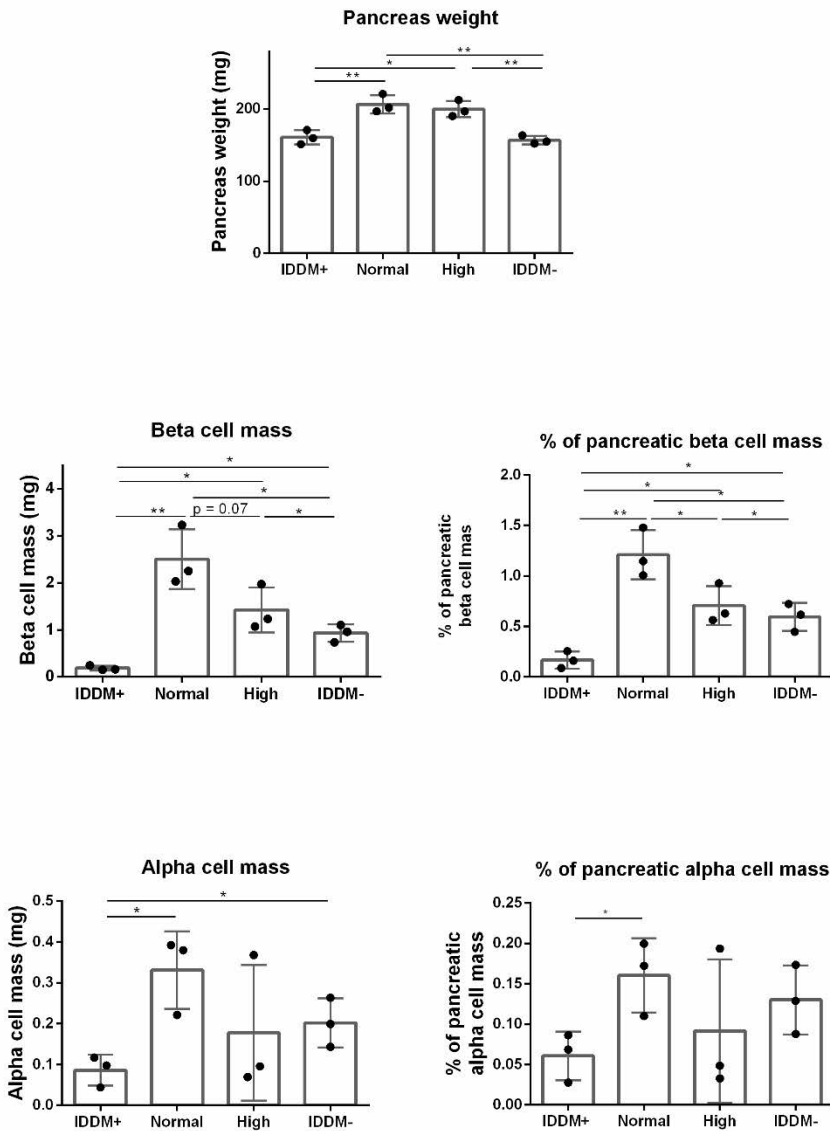 Pancreas weight
**
*
**
**
Pancreas weight (mg)
200
100
0
IDDM+ Normal High IDDM-
Beta cell mass
*
*
*
** p = 0.07 *
Beta cell mass (mg)
4
3
2
1
0
IDDM+ Normal High IDDM-
% of pancreatic beta cell mass
*
*
*
** * *
% of pancreatic
beta cell mas
2.0
1.5
1.0
0.5
0.0
IDDM+ Normal High IDDM-
Alpha cell mass
*
*
Alpha cell mass (mg)
0.5
0.4
0.3
0.2
0.1
0.0
IDDM+ Normal High IDDM-
% of pancreatic alpha cell mass
*
% of pancreatic
alpha cell mass
0.25
0.20
0.15
0.10
0.05
0.00
IDDM+ Normal High IDDM-